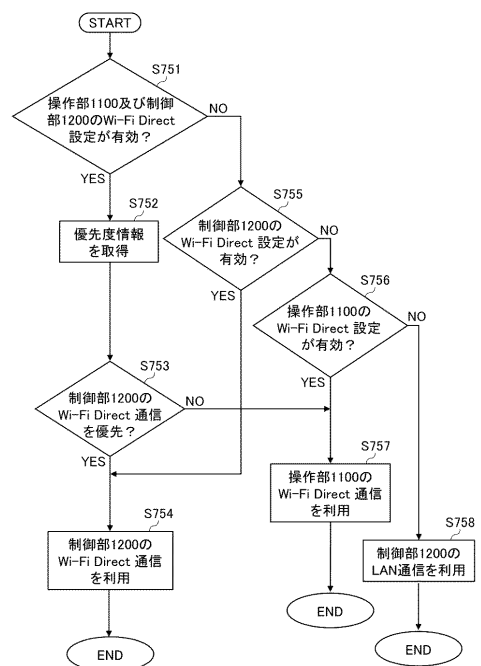 START
S751
操作部1100及び制御
部1200のWi-Fi Direct
設定が有効？
NO
YES
S752
優先度情報
を取得
S755
制御部1200の
Wi-Fi Direct 設定が
有効？
NO
YES
S756
操作部1100の
Wi-Fi Direct 設定
が有効？
NO
YES
S753
制御部1200の
Wi-Fi Direct 通信
を優先？
NO
YES
S757
操作部1100の
Wi-Fi Direct 通信
を利用
S754
制御部1200の
Wi-Fi Direct 通信
を利用
S758
制御部1200の
LAN通信を利用
END
END
END